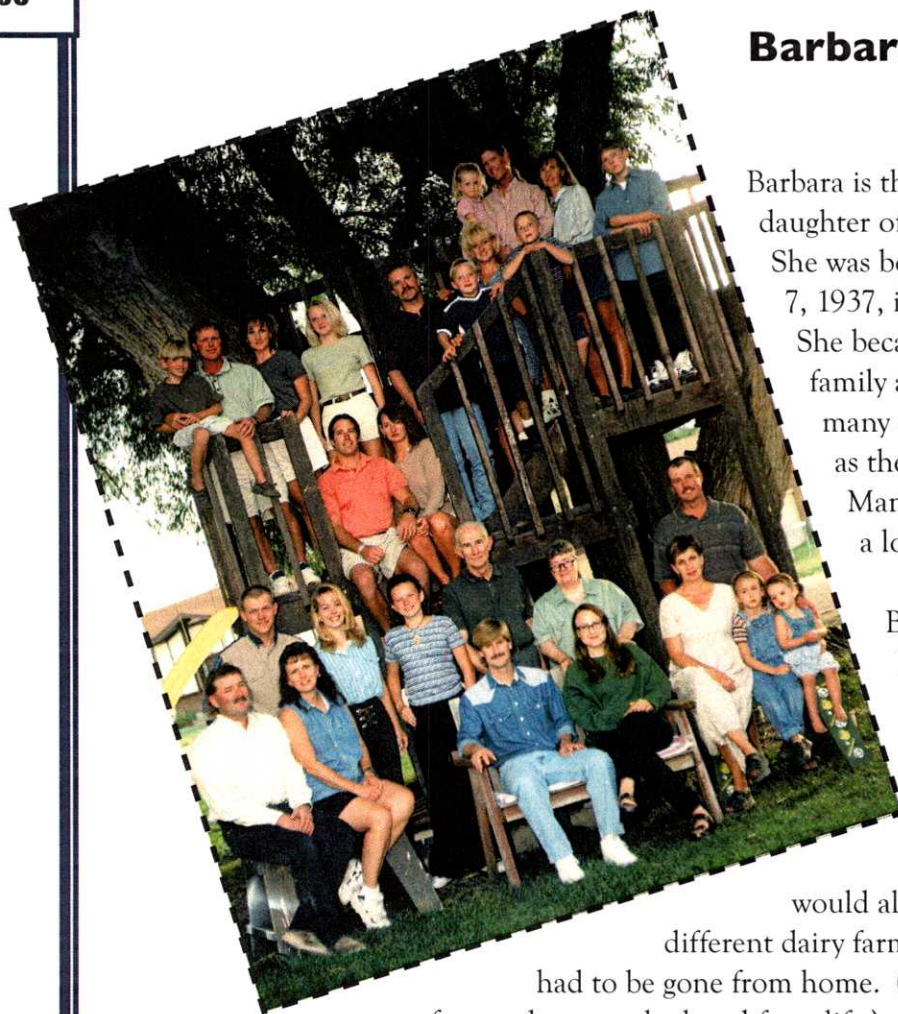 Barbar
Barbara is th
daughter o
She was b
7, 1937, i
She beca
family a
many
as the
Mar
a lo
B
would al
different dairy farm
had to be gone from home.